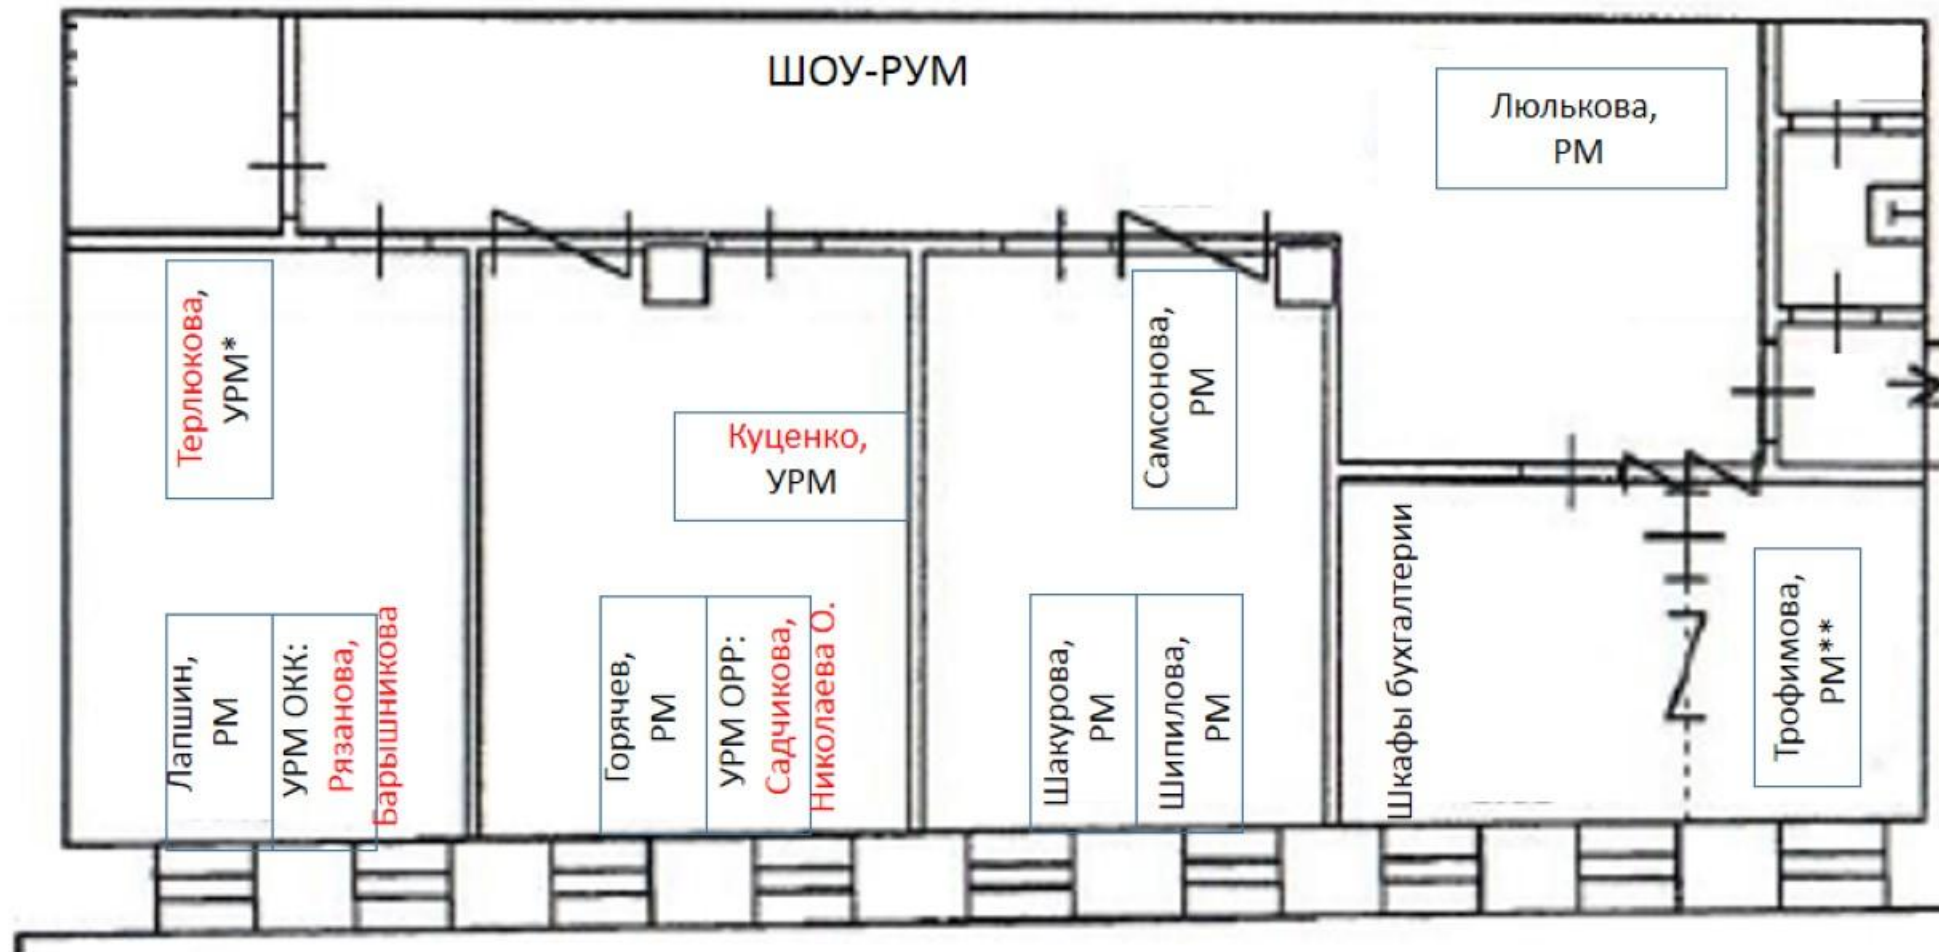 ШОУ-РУМ
Люлькова,
РМ
Терлюкова,
УРМ*
Куценко,
УРМ
Самсонова,
РМ
Лапшин,
РМ
УРМ ОКК:
Рязанова,
Барышникова
Горячев,
РМ
УРМ ОРР:
Садчикова,
Николаева О.
Шакурова,
РМ
Шипилова,
РМ
Шкафы бухгалтерии
Трофимова,
РМ**